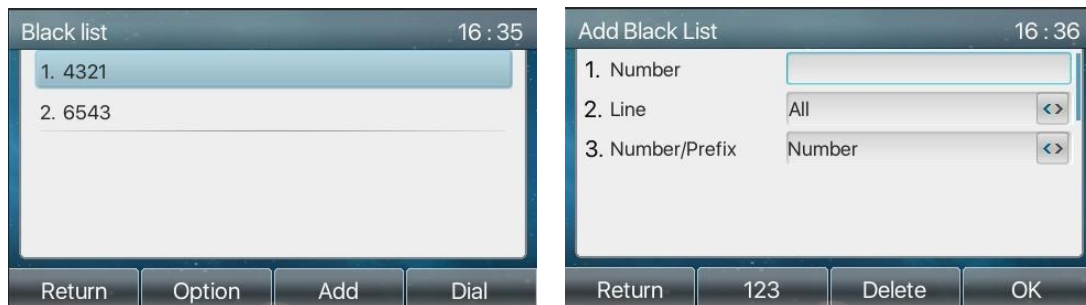 Black list 16 : 35
1. 4321
2. 6543
Return Option Add Dial
Add Black List 16 : 36
1. Number
2. Line All <>
3. Number/Prefix Number <>
Return 123 Delete OK